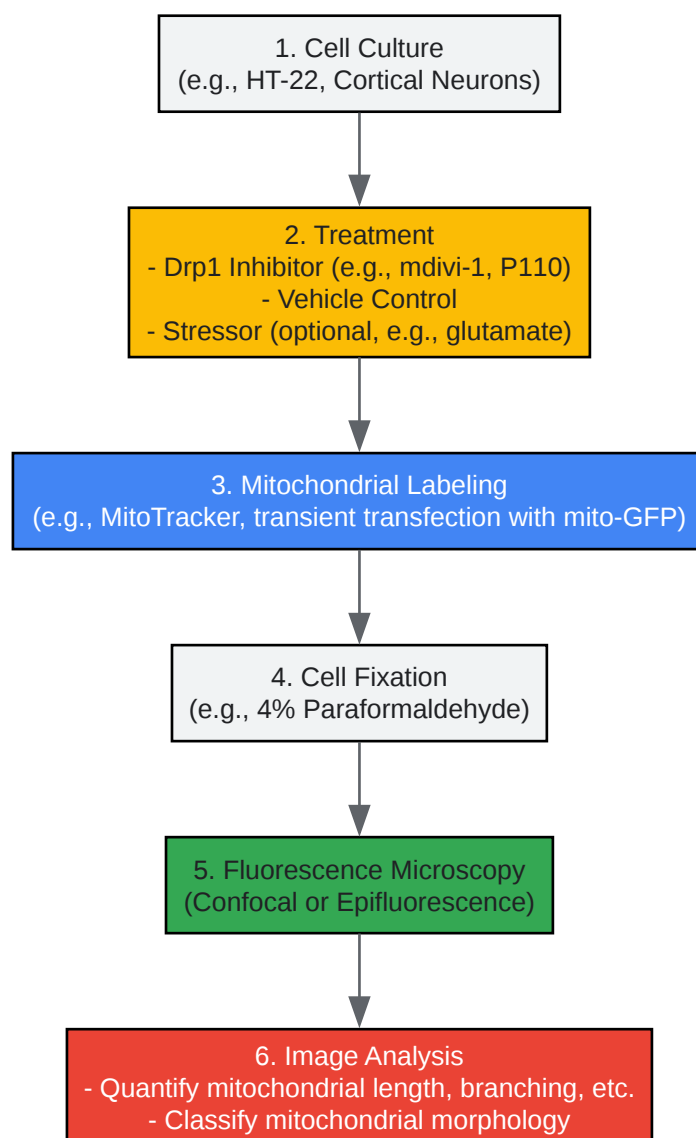 1. Cell Culture
(e.g., HT-22, Cortical Neurons)
2. Treatment
- Drp1 Inhibitor (e.g., mdivi-1, P110)
- Vehicle Control
- Stressor (optional, e.g., glutamate)
3. Mitochondrial Labeling
(e.g., MitoTracker, transient transfection with mito-GFP)
4. Cell Fixation
(e.g., 4% Paraformaldehyde)
5. Fluorescence Microscopy
(Confocal or Epifluorescence)
6. Image Analysis
- Quantify mitochondrial length, branching, etc.
- Classify mitochondrial morphology